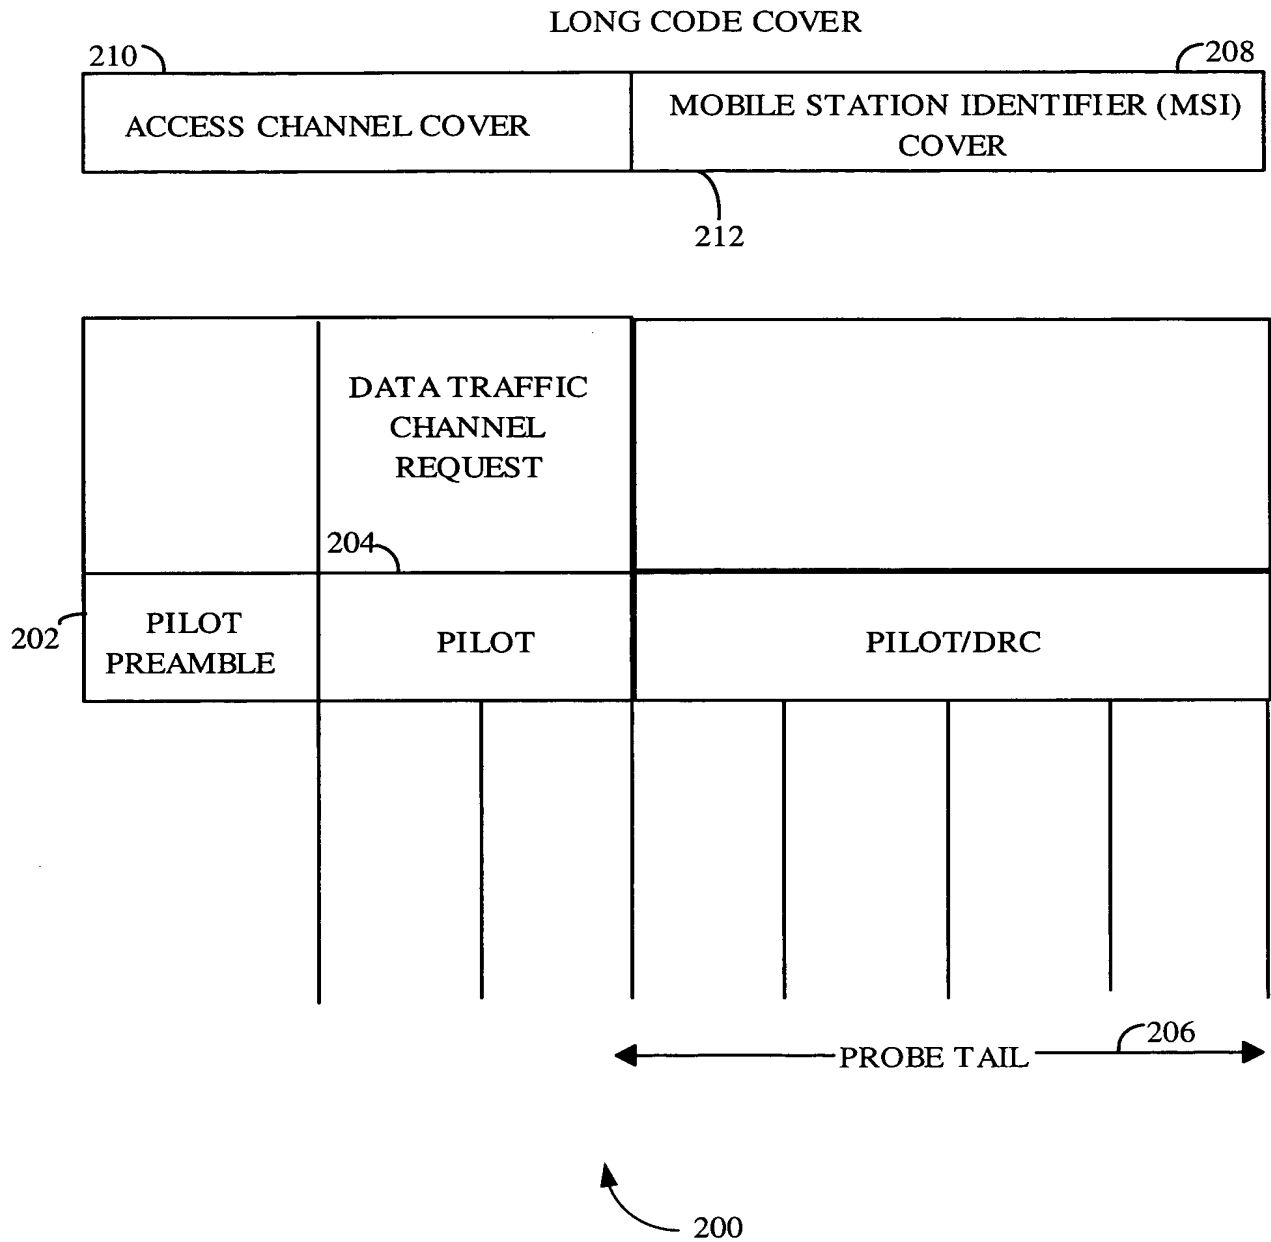 LONG CODE COVER
210
208
ACCESS CHANNEL COVER
MOBILE STATION IDENTIFIER (MSI)
COVER
212
DATA TRAFFIC
CHANNEL
REQUEST
204
202
PILOT
PREAMBLE
PILOT
PILOT/DRC
206
PROBE TAIL
200